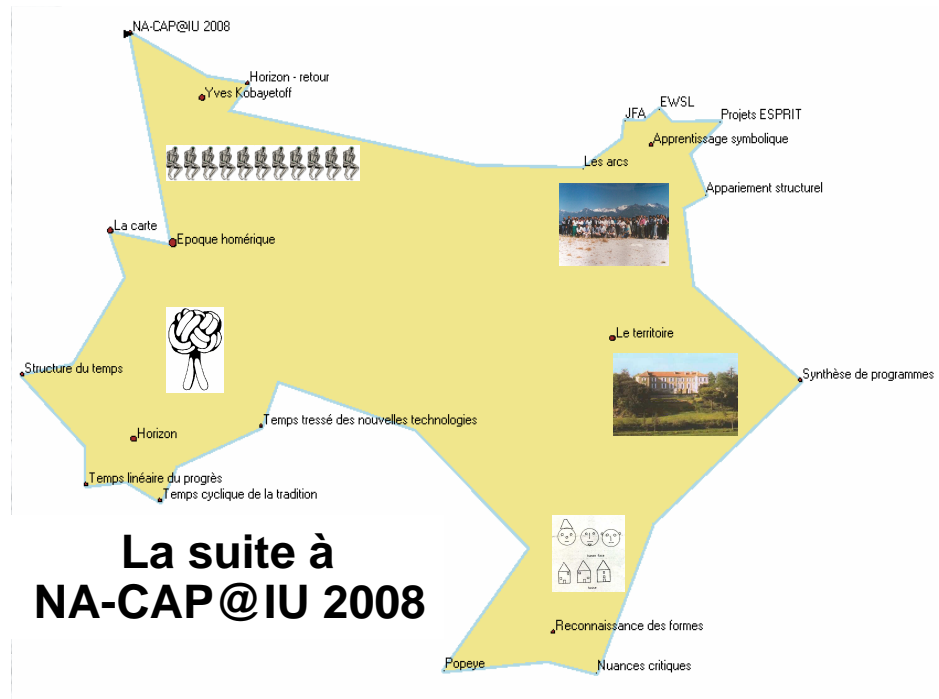 NA-CAP@IU 2008
Horizon - retour
Yves Kobayetoff
JFA
EWSL
Projets ESPRIT
Apprentissage symbolique
Les arcs
Appariement structurel
La carte
Epoque homérique
Le territoire
Structure du temps
Synthèse de programmes
Temps tressé des nouvelles technologies
Horizon
Temps linéaire du progrès
Temps cyclique de la tradition
La suite à
NA-CAP@IU 2008
human face
house
Reconnaissance des formes
Popeye
Nuances critiques